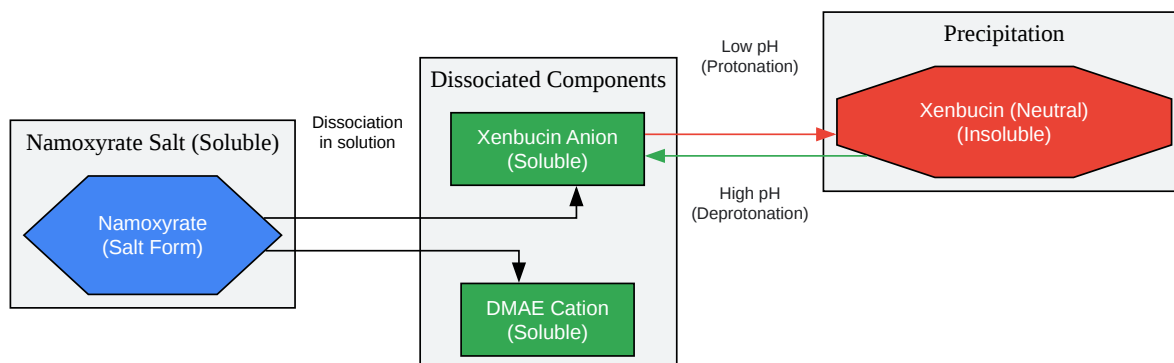 Namoxyrate Salt (Soluble)
Namoxyrate
(Salt Form)
Dissociation
in solution
Dissociated Components
Xenbucin Anion
(Soluble)
DMAE Cation
(Soluble)
Low pH
(Protonation)
High pH
(Deprotonation)
Precipitation
Xenbucin (Neutral)
(Insoluble)